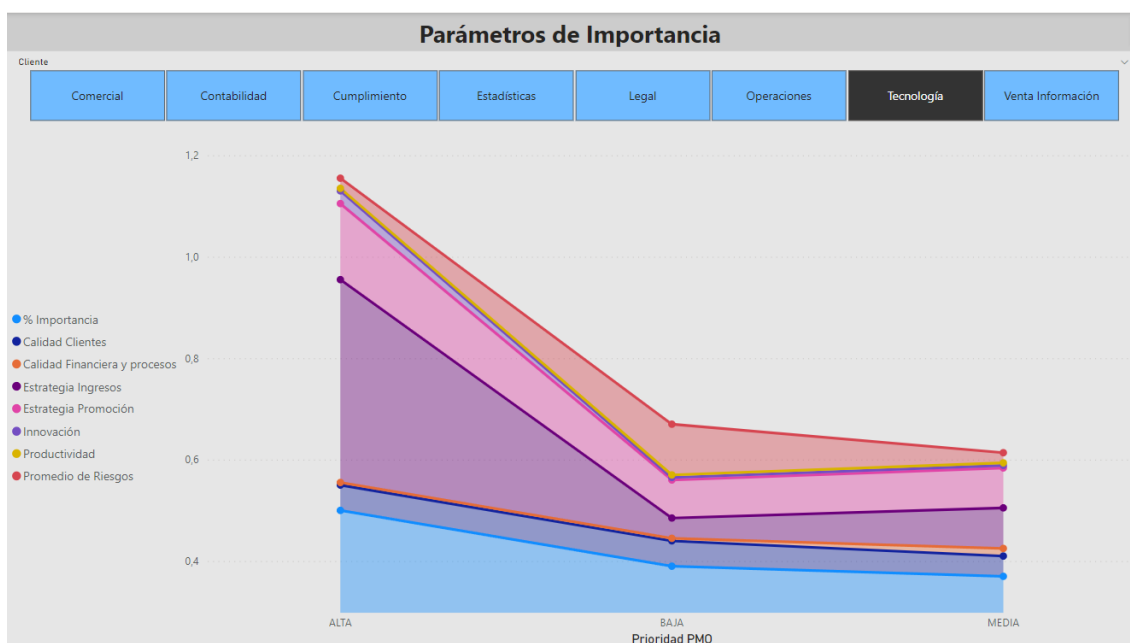 Parámetros de Importancia
Cliente
Comercial
Contabilidad
Cumplimiento
Estadísticas
Legal
Operaciones
Tecnología
Venta Información
1,2
1,0
0,8
0,6
0,4
% Importancia
Calidad Clientes
Calidad Financiera y procesos
Estrategia Ingresos
Estrategia Promoción
Innovación
Productividad
Promedio de Riesgos
ALTA
BAJA
MEDIA
Prioridad PMO